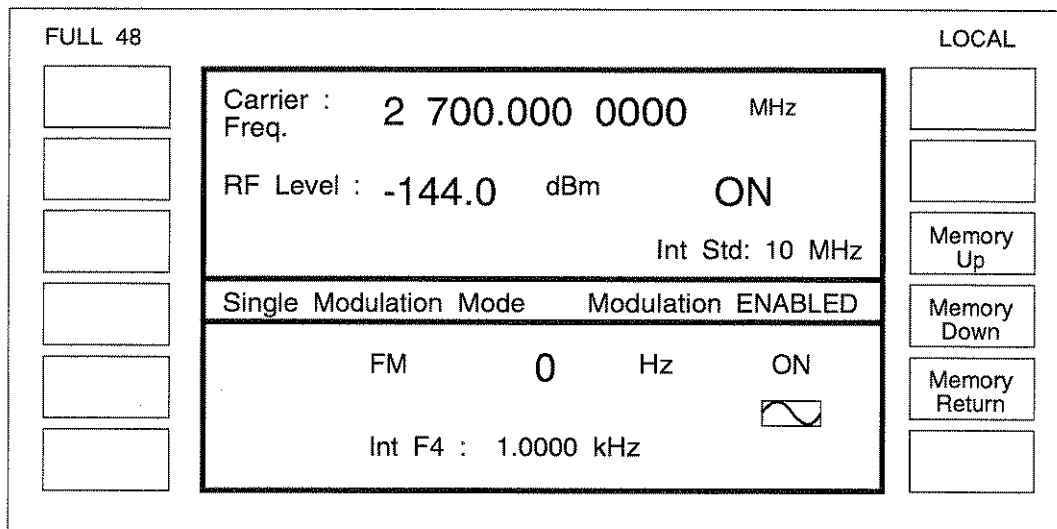 FULL 48
LOCAL
Carrier :
Freq.
2 700.000 0000 MHz
RF Level : -144.0 dBm ON
Int Std: 10 MHz
Single Modulation Mode Modulation ENABLED
FM 0 Hz ON
Int F4 : 1.0000 kHz
Memory
Up
Memory
Down
Memory
Return